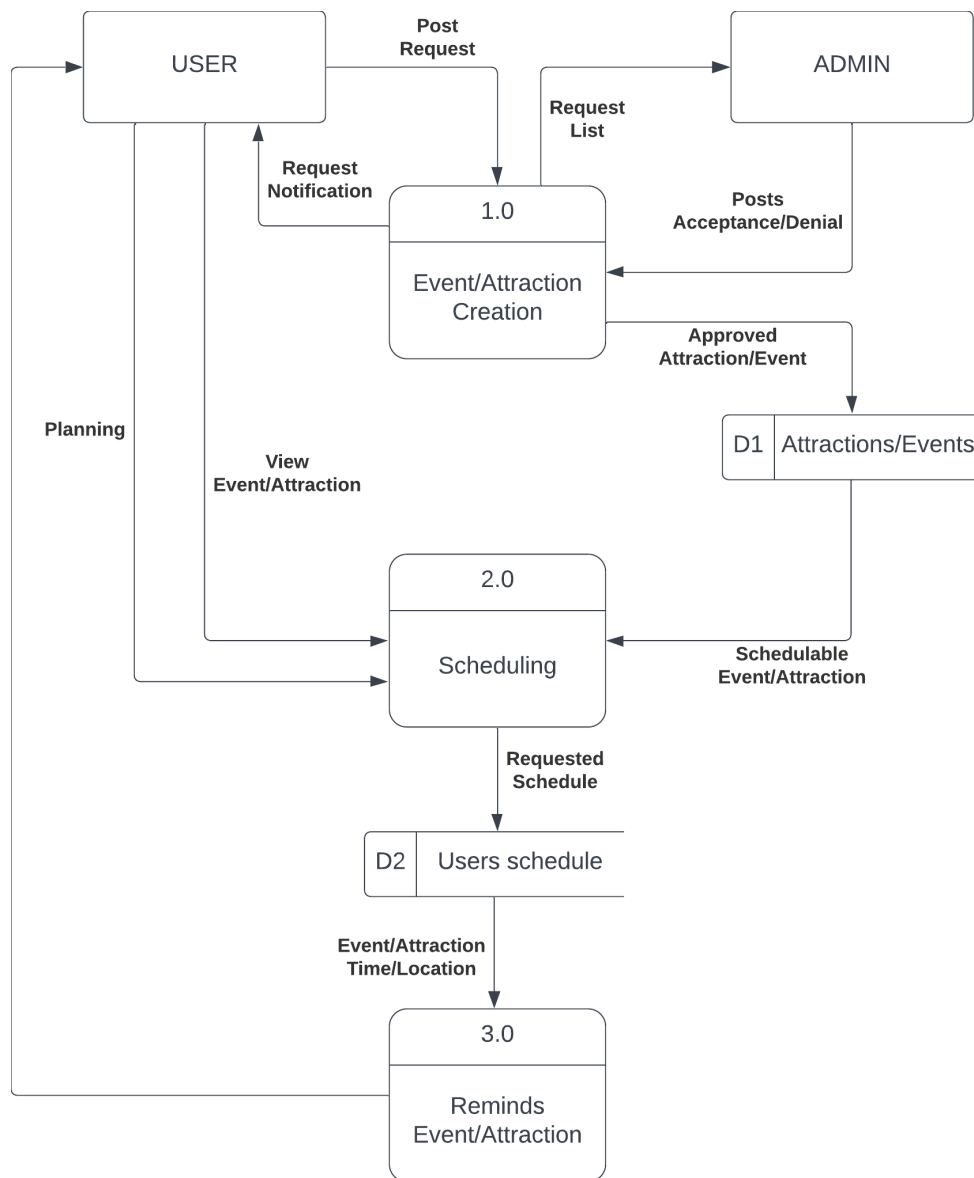 USER
Post
Request
ADMIN
Request
List
Request
Notification
1.0
Event/Attraction
Creation
Posts
Acceptance/Denial
Approved
Attraction/Event
D1
Attractions/Events
Planning
View
Event/Attraction
2.0
Scheduling
Schedulable
Event/Attraction
Requested
Schedule
D2
Users schedule
Event/Attraction
Time/Location
3.0
Reminds
Event/Attraction